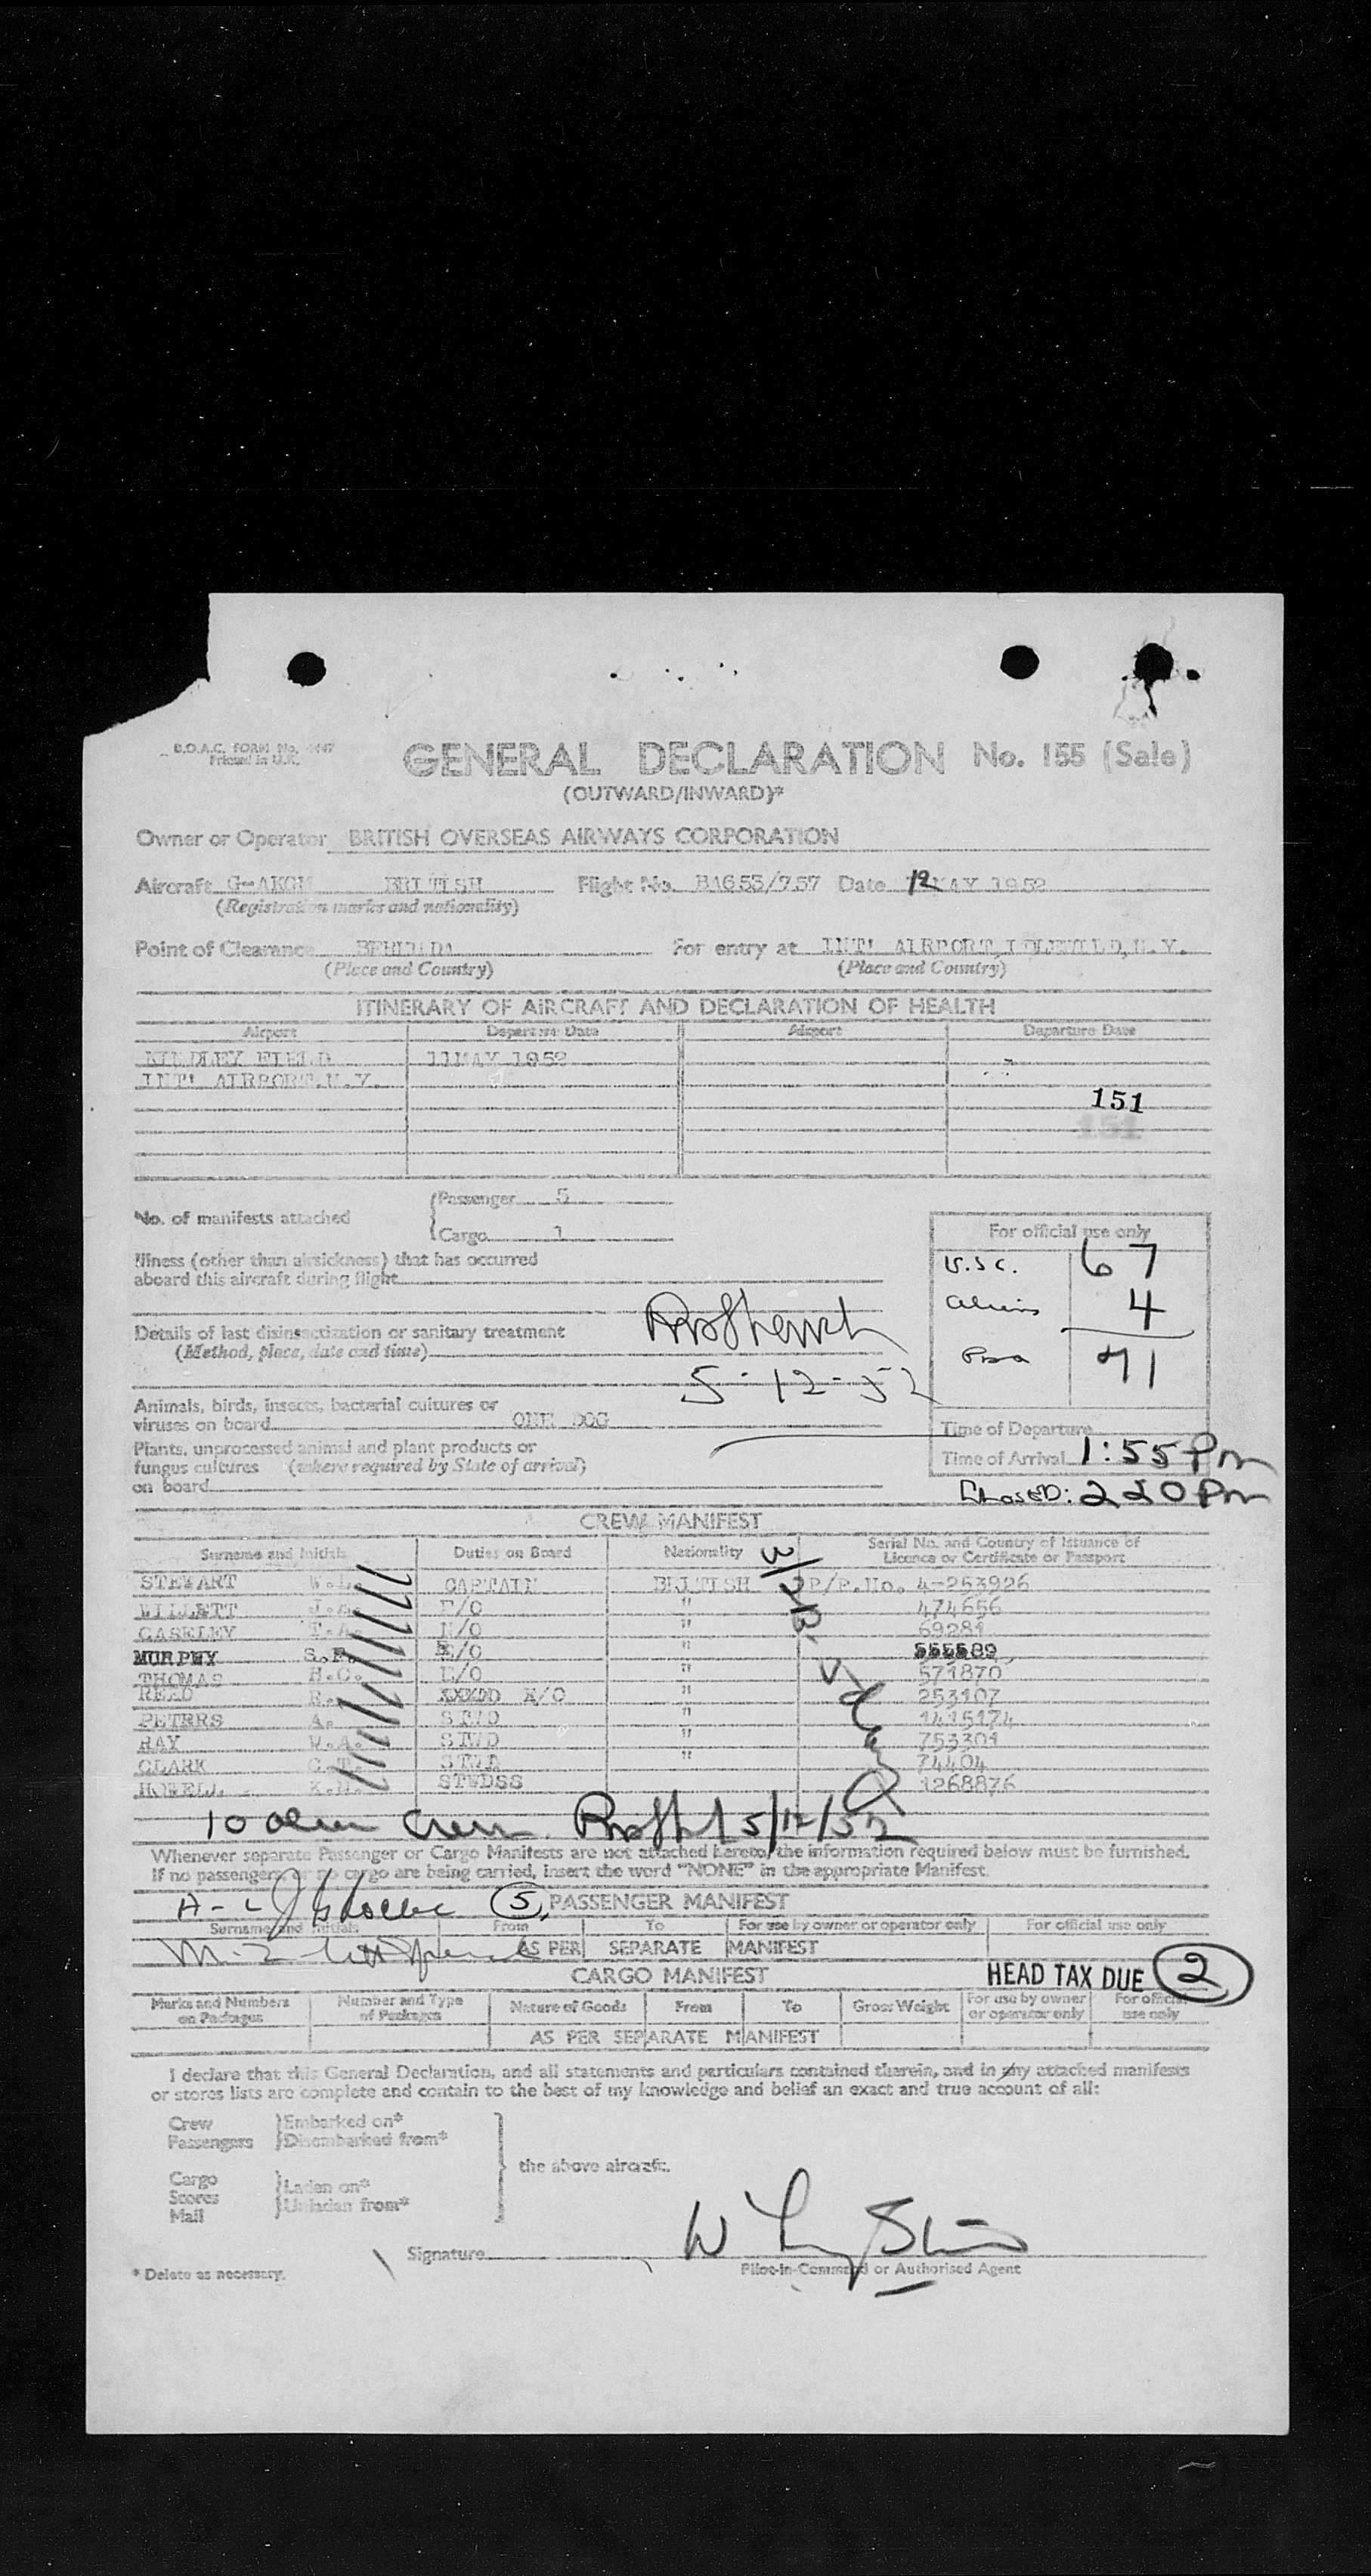 B.O.A.C. FORM No. 4447
Printed in U.K.
GENERAL DECLARATION No. 155 (Sale)
(OUTWARD/INWARD)*
Owner or Operator BRITISH OVERSEAS AIRWAYS CORPORATION
Aircraft BRITISH Flight No. BA655/757 Date 12 MAY 1952
(Registration marks and nationality)
Point of Clearance BERMUDA For entry at INT' AIRPORT, IDLEWILD, N.Y.
(Place and Country) (Place and Country)
ITINERARY OF AIRCRAFT AND DECLARATION OF HEALTH
Airport Departure Date Airport Departure Date
KINDLEY FIELD 11MAY 1952
INT' AIRPORT, N.Y.
151
151
No. of manifests attached
Passenger 5
Cargo 1
For official use only
U.S.C. 67
Aliens 4
71
Illness (other than airsickness) that has occurred
aboard this aircraft during flight
Details of last disinsectization or sanitary treatment
(Method, place, date and time)
5-12-52
Animals, birds, insects, bacterial cultures or
viruses on board ONE DOG
Plants, unprocessed animal and plant products or
fungus cultures (where required by State of arrival)
on board
Time of Departure
Time of Arrival 1:55 Pm
Closed: 220 Pm
CREW MANIFEST
Surname and Initials Duties on Board Nationality Serial No. and Country of Issuance of
Licence or Certificate or Passport
STEWART CAPTAIN BRITISH P/P.No. 4-253926
WILLETT " 474656
CASELEY " 69281
MURPHY S.F. "
THOMAS H.C. " 571870
REED R. " 253107
PETERS A. STWD " 1415174
RAY W.A. STWD " 753301
CLARK STWD " 74404
HOWELL STWDSS 1268876
10 alien Crew 5/12/52
Whenever separate Passenger or Cargo Manifests are not attached hereto, the information required below must be furnished.
If no passengers or no cargo are being carried, insert the word "NONE" in the appropriate Manifest.
5 PASSENGER MANIFEST
Surname and Initials From To For use by owner or operator only For official use only
AS PER SEPARATE MANIFEST
CARGO MANIFEST
HEAD TAX DUE 2
Marks and Numbers on Packages Number and Type of Packages Nature of Goods From To Gross Weight For use by owner or operator only For official use only
AS PER SEPARATE MANIFEST
I declare that this General Declaration, and all statements and particulars contained therein, and in any attached manifests
or stores lists are complete and contain to the best of my knowledge and belief an exact and true account of all:
Crew Embarked on*
Passengers Disembarked from*
the above aircraft.
Cargo Laden on*
Stores Unladen from*
Mail
Signature
Pilot-in-Command or Authorised Agent
* Delete as necessary.